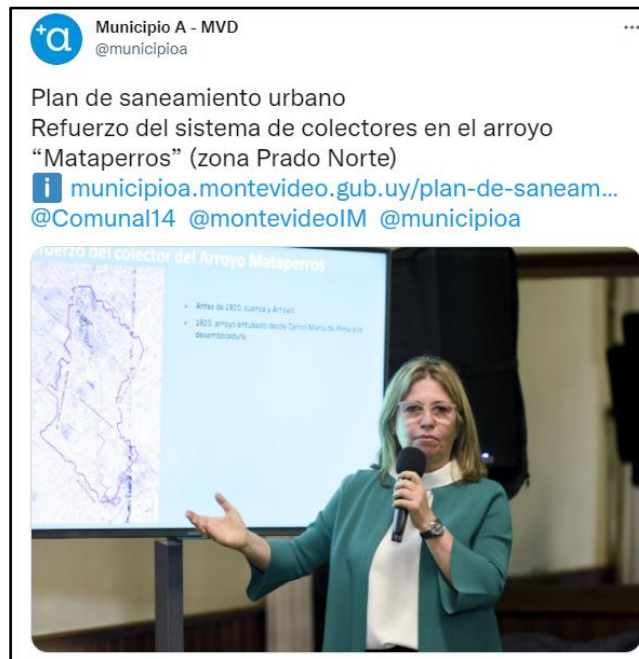 Municipio A - MVD
@municipioa
Plan de saneamiento urbano
Refuerzo del sistema de colectores en el arroyo
“Mataperros” (zona Prado Norte)
municipioa.montevideo.gub.uy/plan-de-saneam...
@Comunal14 @montevideoIM @municipioa
fuerzo del colector del Arroyo Mataperros
Antes de 1920: cuenca y Arroyo
1920: arroyo entubado desde Carlos María de Pena a la
desembocadura